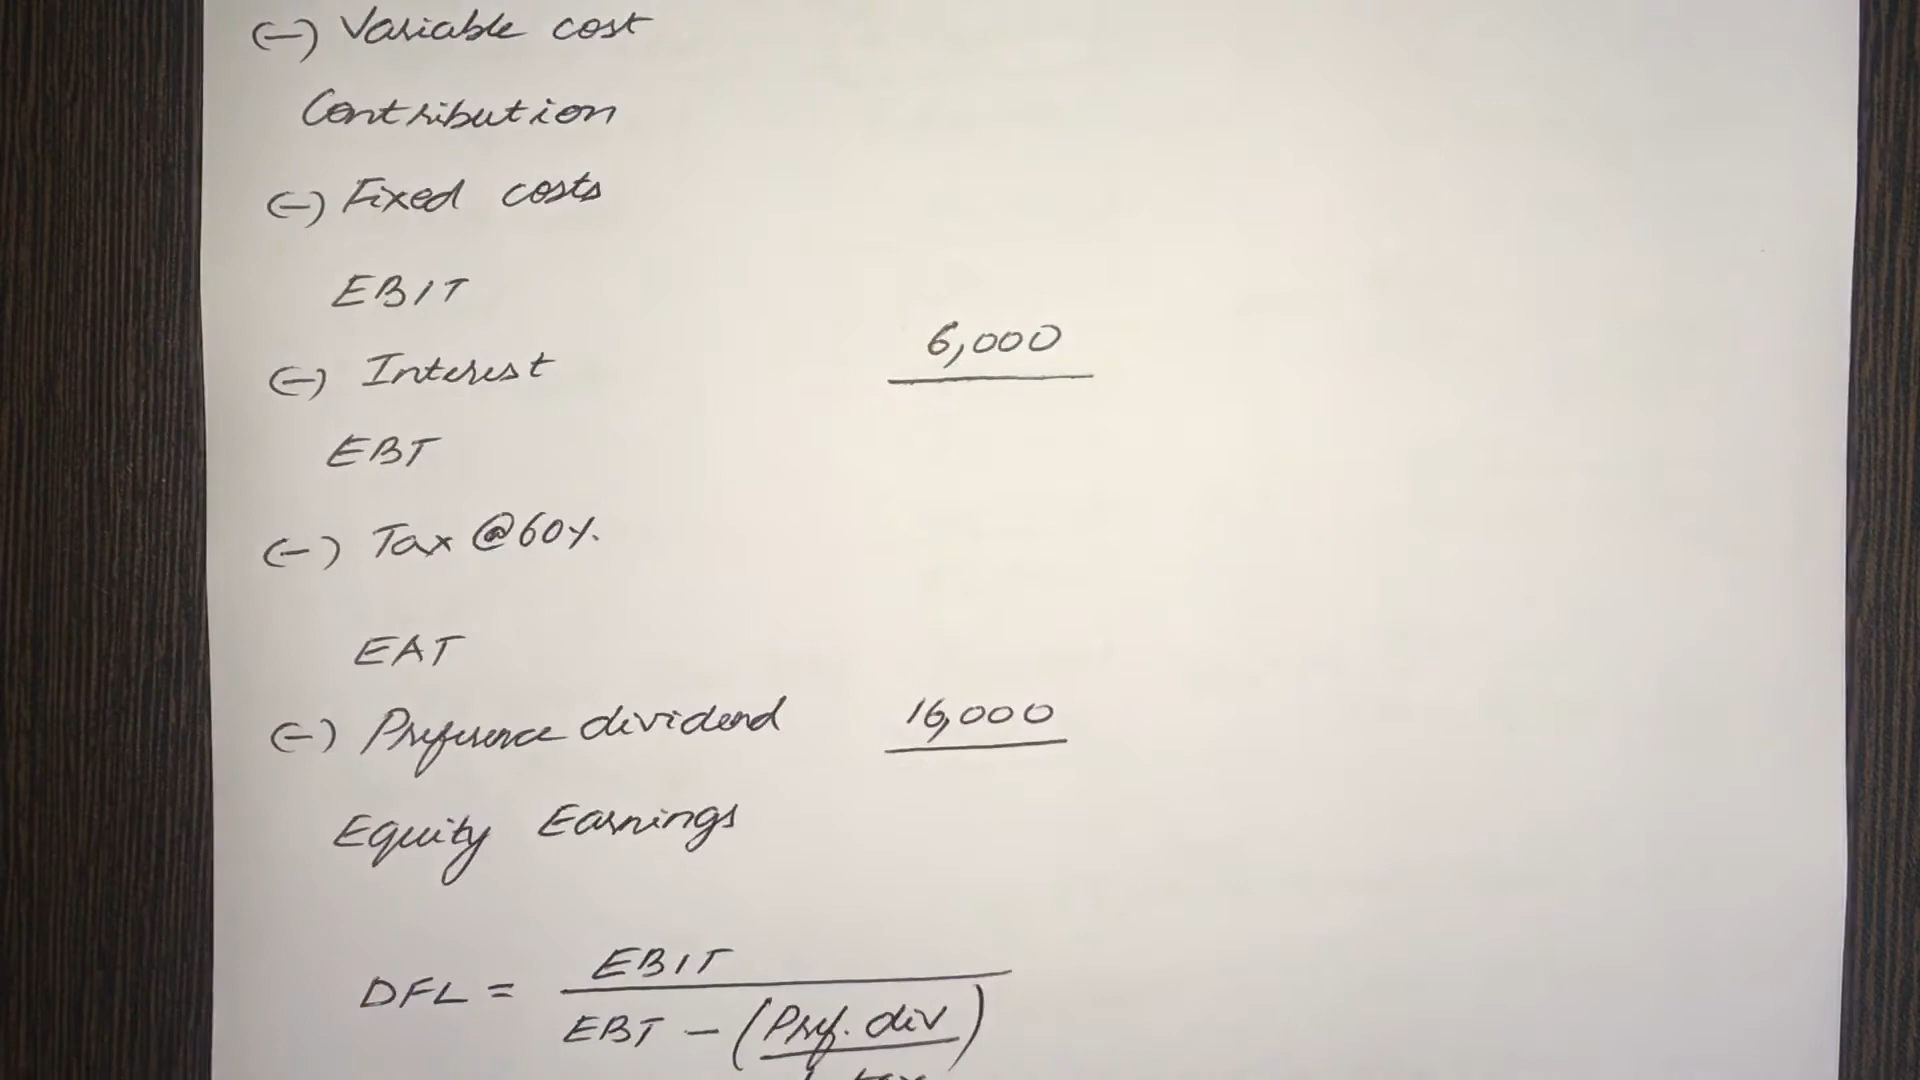 (-) Variable cost
Contribution
(-) Fixed costs
EBIT
(-) Interest 6,000
EBT
(-) Tax @60%.
EAT
(-) Preference dividend 16,000
Equity Earnings
DFL = EBIT
EBT - (Pref. div)